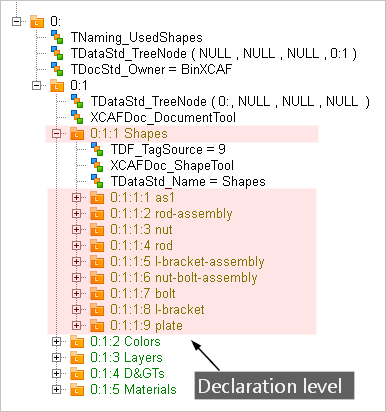 0:
TNaming_UsedShapes
TDataStd_TreeNode ( NULL , NULL , NULL , 0:1 )
TDocStd_Owner = BinXCAF
0:1
TDataStd_TreeNode ( 0:, NULL , NULL , NULL )
XCAFDoc_DocumentTool
0:1:1 Shapes
TDF_TagSource = 9
XCAFDoc_ShapeTool
TDataStd_Name = Shapes
0:1:1:1 as1
0:1:1:2 rod-assembly
0:1:1:3 nut
0:1:1:4 rod
0:1:1:5 l-bracket-assembly
0:1:1:6 nut-bolt-assembly
0:1:1:7 bolt
0:1:1:8 l-bracket
0:1:1:9 plate
0:1:2 Colors
0:1:3 Layers
0:1:4 D&GTs
0:1:5 Materials
Declaration level